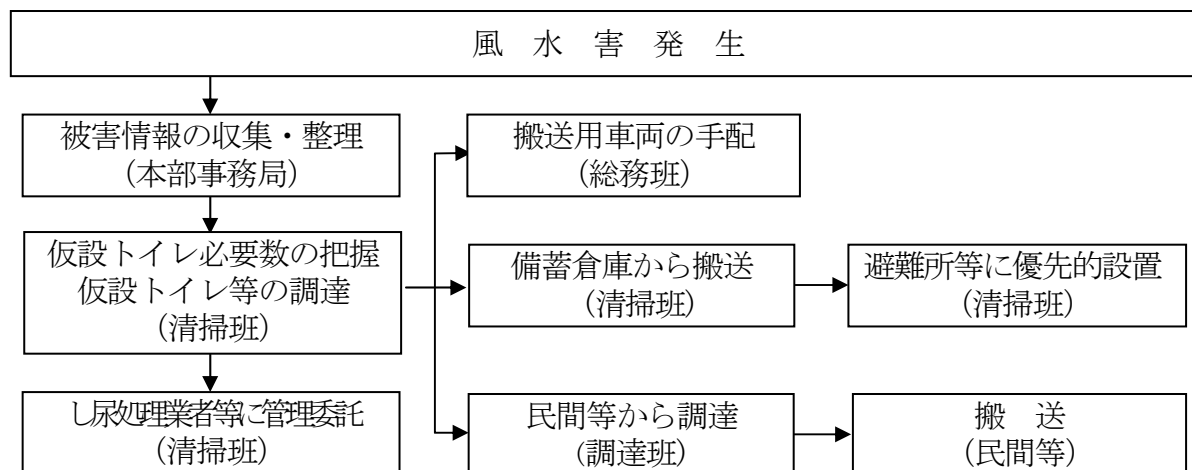 風　水　害　発　生
被害情報の収集・整理
（本部事務局）
搬送用車両の手配
（総務班）
仮設トイレ必要数の把握
仮設トイレ等の調達
（清掃班）
備蓄倉庫から搬送
（清掃班）
避難所等に優先的設置
（清掃班）
し尿処理業者等に管理委託
（清掃班）
民間等から調達
（調達班）
搬　送
（民間等）